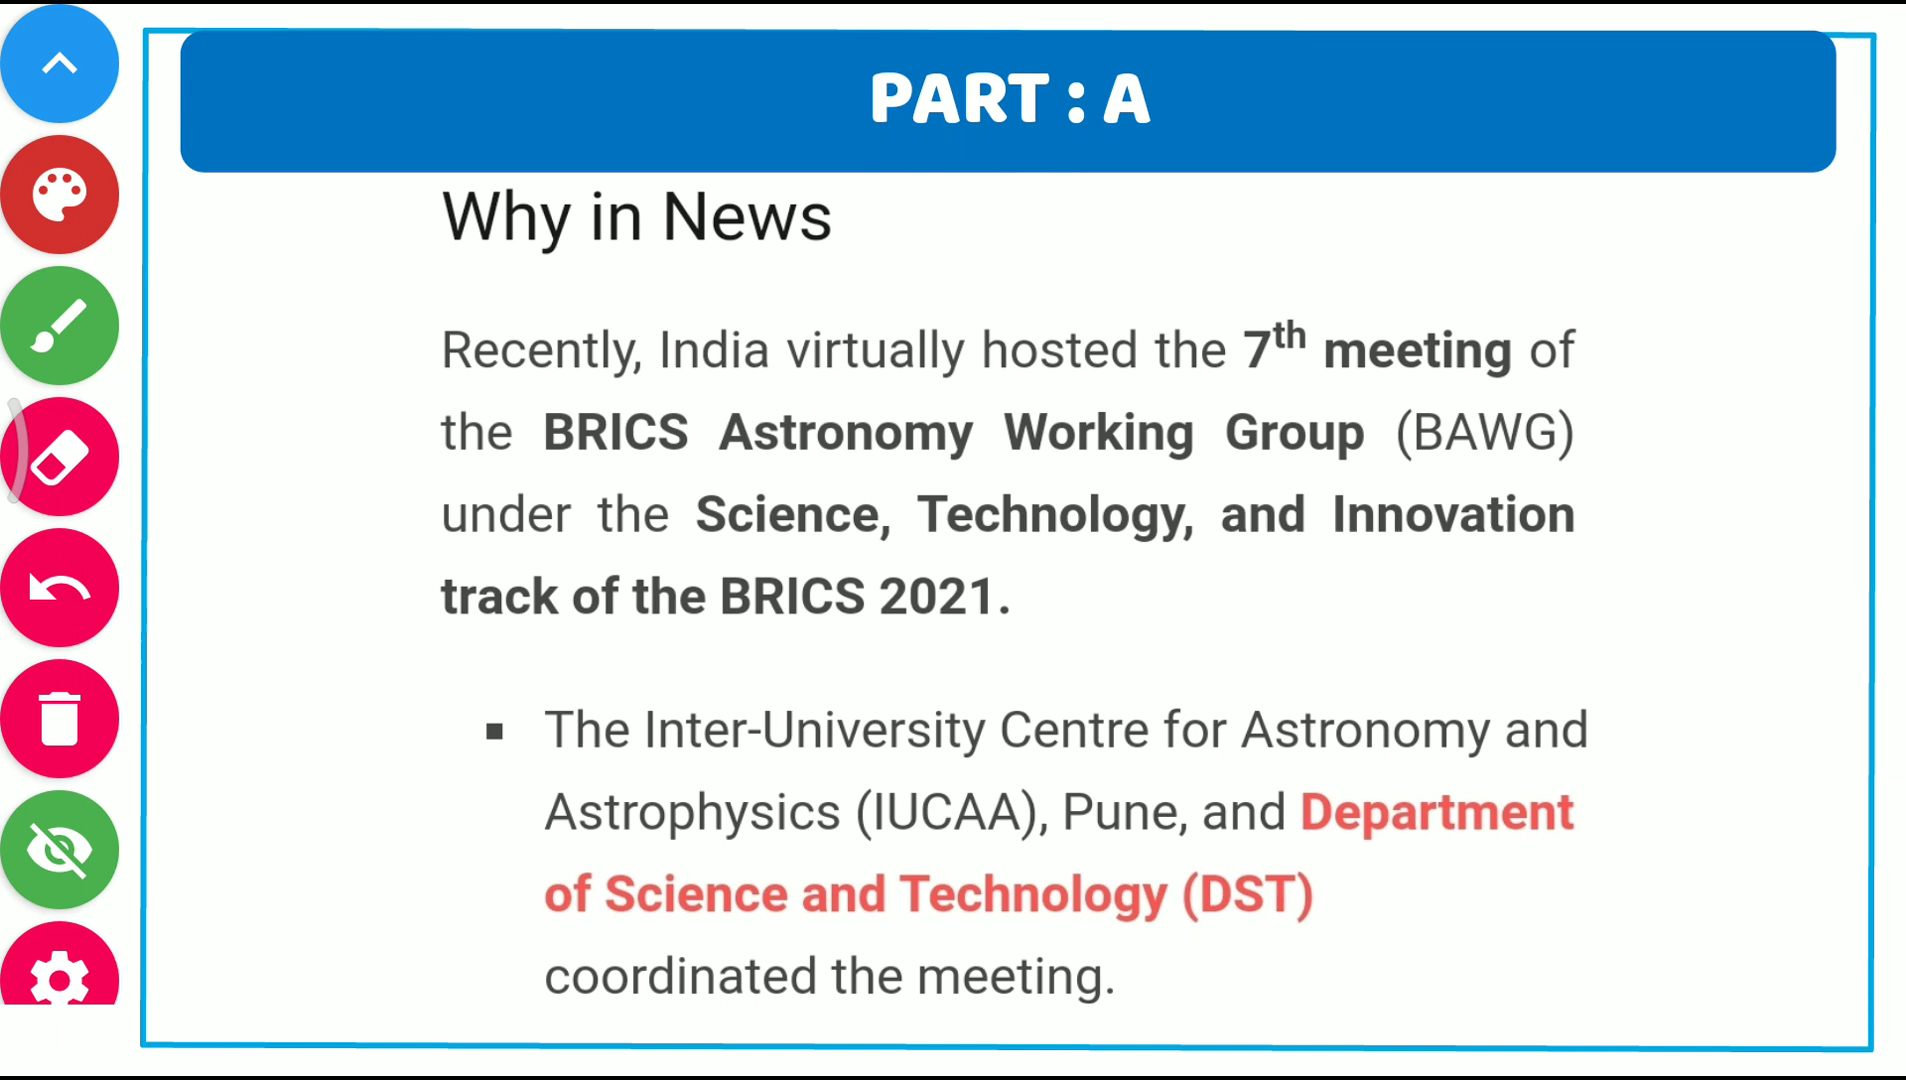 PART : A
Why in News
Recently, India virtually hosted the 7th meeting of
the BRICS Astronomy Working Group (BAWG)
under the Science, Technology, and Innovation
track of the BRICS 2021.
▪ The Inter-University Centre for Astronomy and
Astrophysics (IUCAA), Pune, and Department
of Science and Technology (DST)
coordinated the meeting.